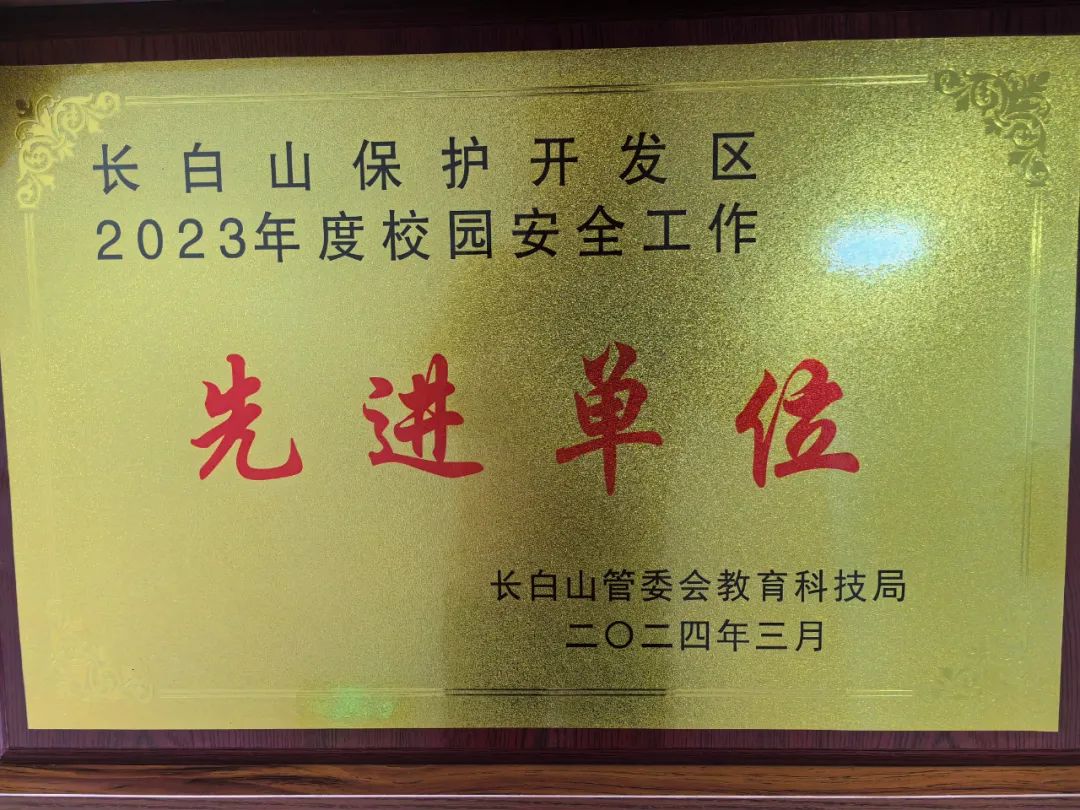 长白山保护开发区
2023年度校园安全工作
先进单位
长白山管委会教育科技局
二〇二四年三月